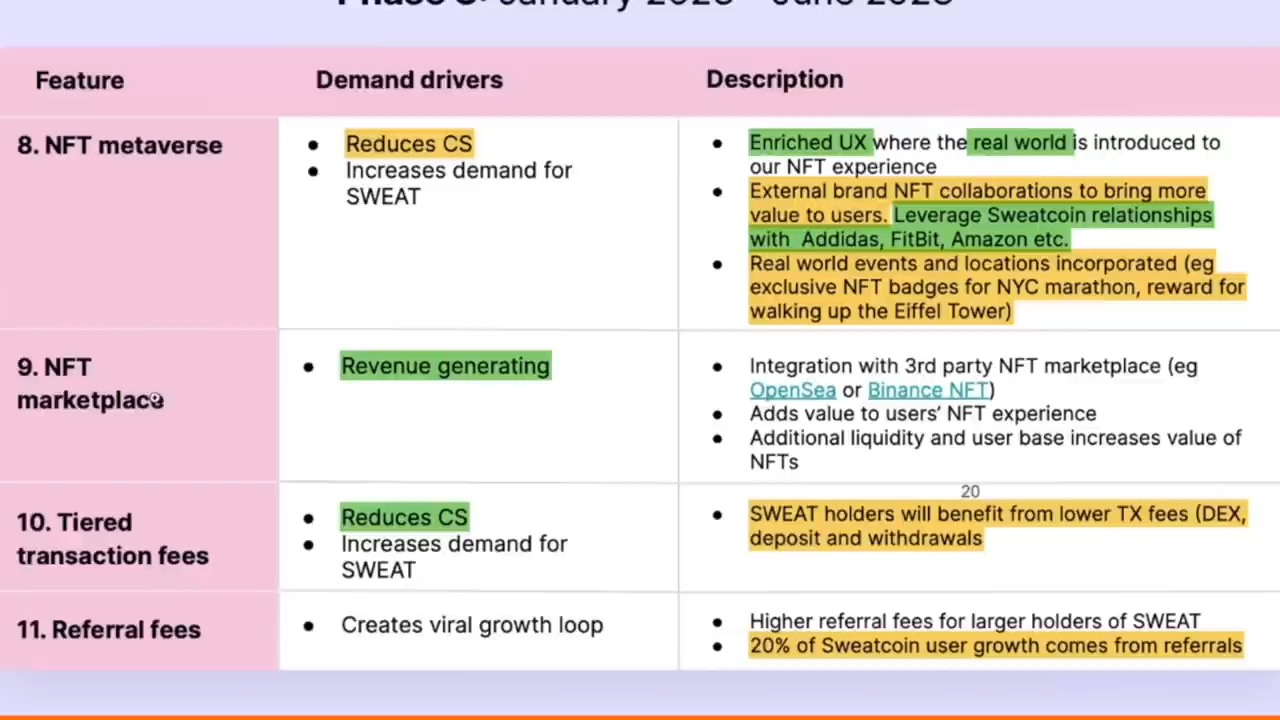 January 2023 - June 2023
Feature
Demand drivers
Description
8. NFT metaverse
● Reduces CS
● Increases demand for
SWEAT
● Enriched UX where the real world is introduced to
our NFT experience
● External brand NFT collaborations to bring more
value to users. Leverage Sweatcoin relationships
with Addidas, FitBit, Amazon etc.
● Real world events and locations incorporated (eg
exclusive NFT badges for NYC marathon, reward for
walking up the Eiffel Tower)
9. NFT
marketplace
● Revenue generating
● Integration with 3rd party NFT marketplace (eg
OpenSea or Binance NFT)
● Adds value to users’ NFT experience
● Additional liquidity and user base increases value of
NFTs
20
10. Tiered
transaction fees
● Reduces CS
● Increases demand for
SWEAT
● SWEAT holders will benefit from lower TX fees (DEX,
deposit and withdrawals
11. Referral fees
● Creates viral growth loop
● Higher referral fees for larger holders of SWEAT
● 20% of Sweatcoin user growth comes from referrals